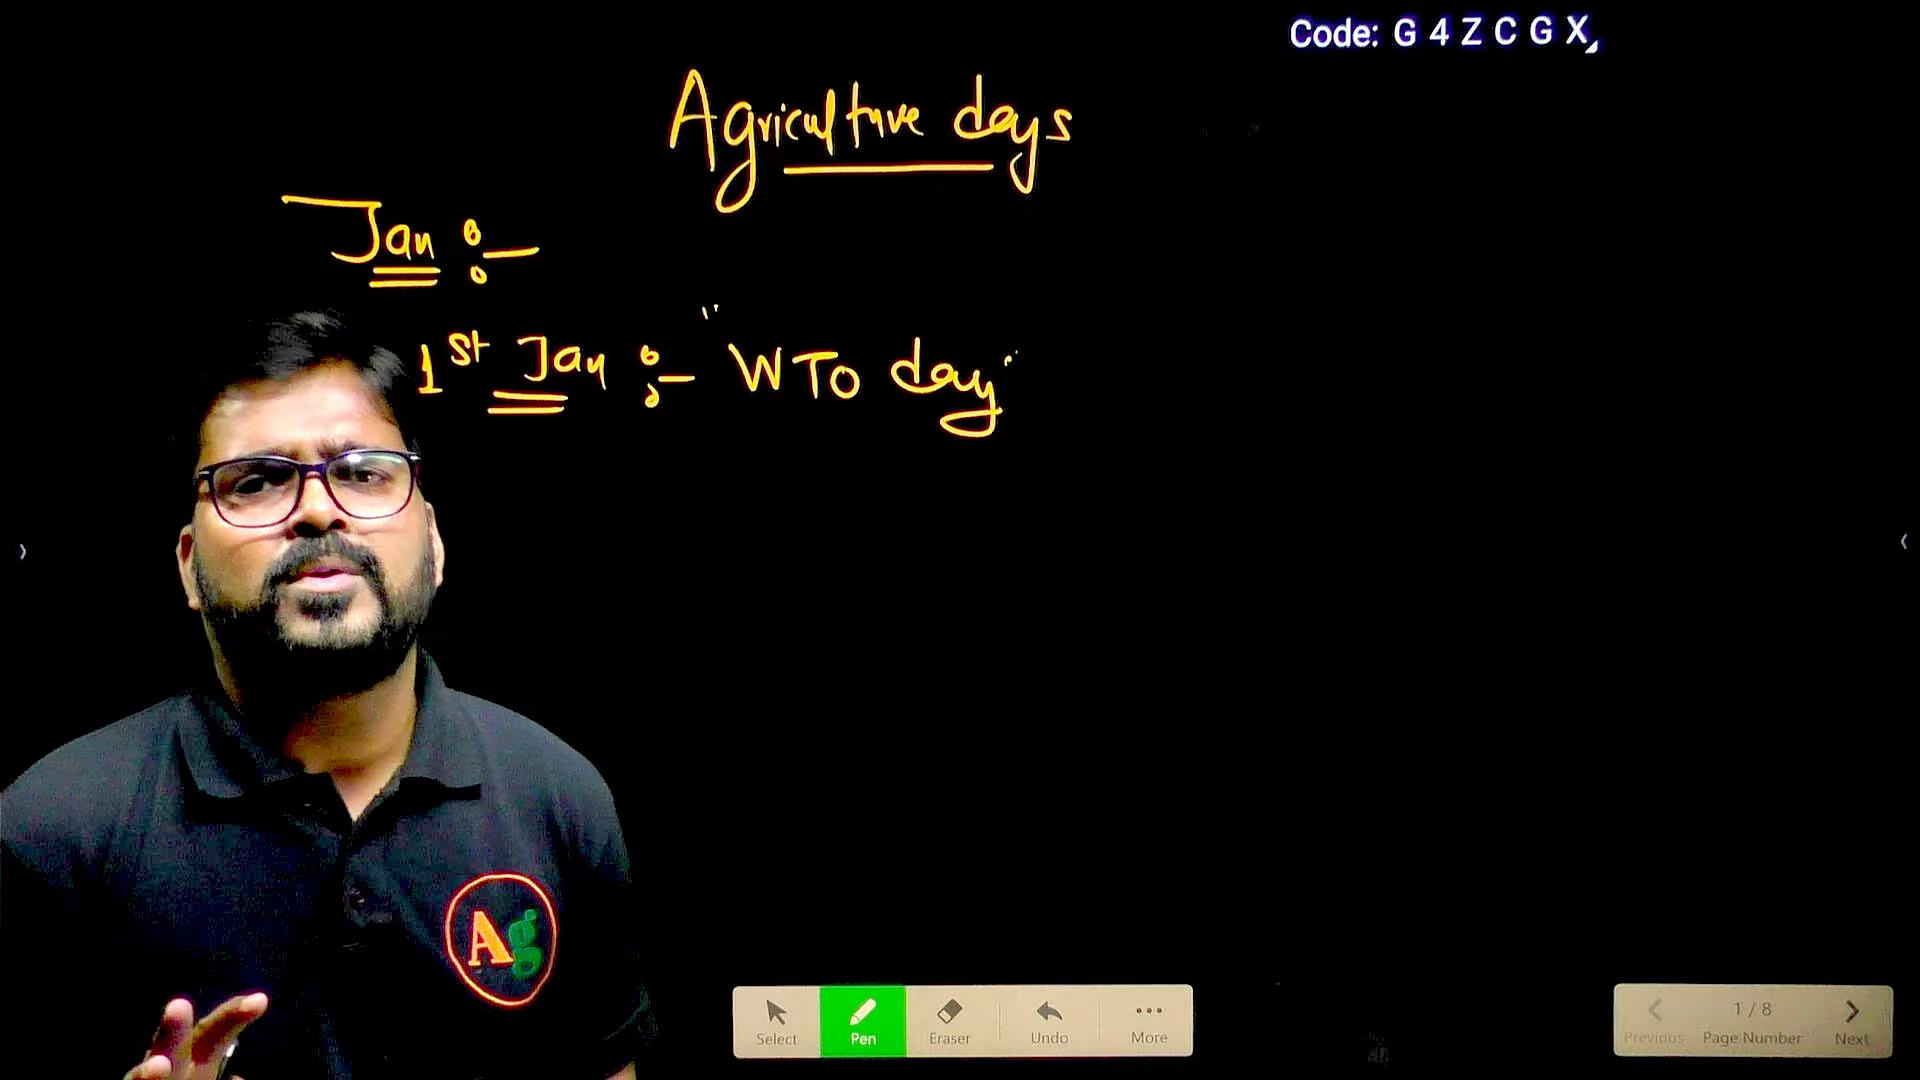 Code: G 4 Z C G X
Agriculture days
Jan :-
1st Jan :- "WTO day"
Ag
Select
Pen
Eraser
Undo
More
1 / 8
Previous
Page Number
Next